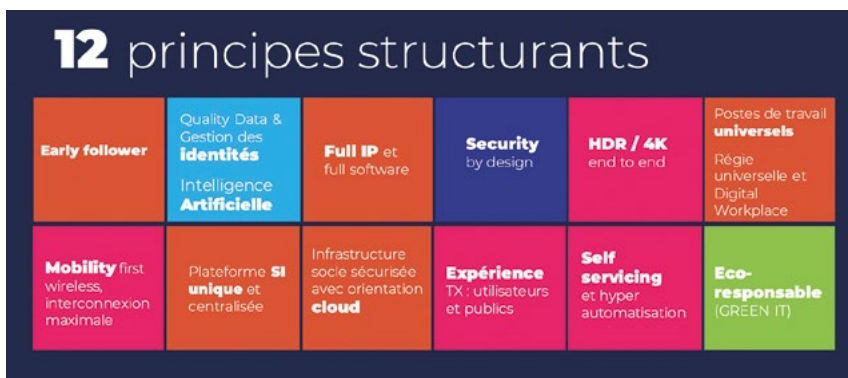 12 principes structurants
Early follower
Quality Data &
Gestion des
identités
Intelligence
Artificielle
Full IP et
full software
Security
by design
HDR / 4K
end to end
Postes de travail
universels
Régie
universelle et
Digital
Workplace
Mobility first
wireless,
interconnexion
maximale
Plateforme SI
unique et
centralisée
Infrastructure
socle sécurisée
avec orientation
cloud
Expérience
TX : utilisateurs
et publics
Self
servicing
et hyper
automatisation
Eco-
responsable
(GREEN IT)